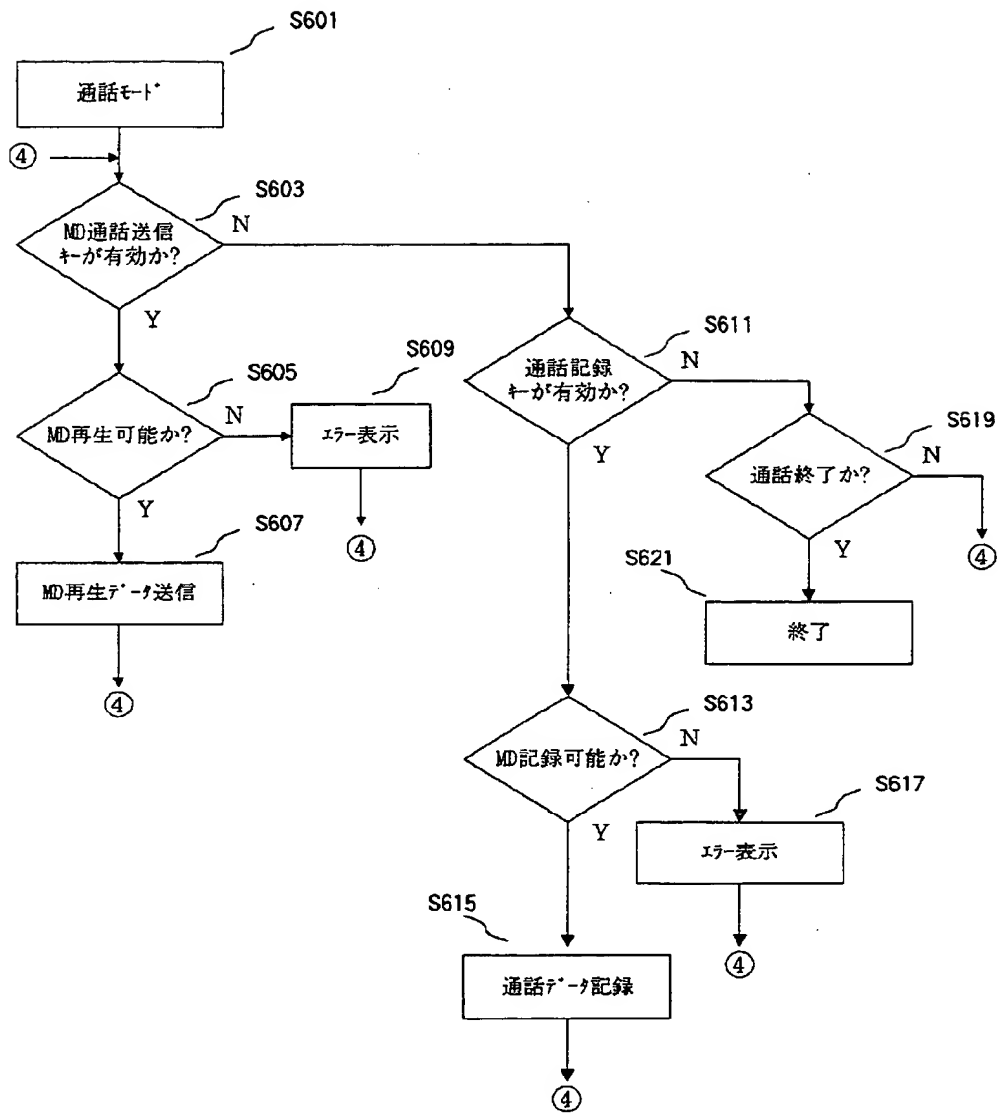 S601
通話モード
④
S603
MD通話送信
キーが有効か?
N
Y
S611
通話記録
キーが有効か?
N
Y
S605
MD再生可能か?
N
Y
S609
エラー表示
④
S619
通話終了か?
N
Y
④
S607
MD再生データ送信
④
S621
終了
S613
MD記録可能か?
N
Y
S617
エラー表示
④
S615
通話データ記録
④